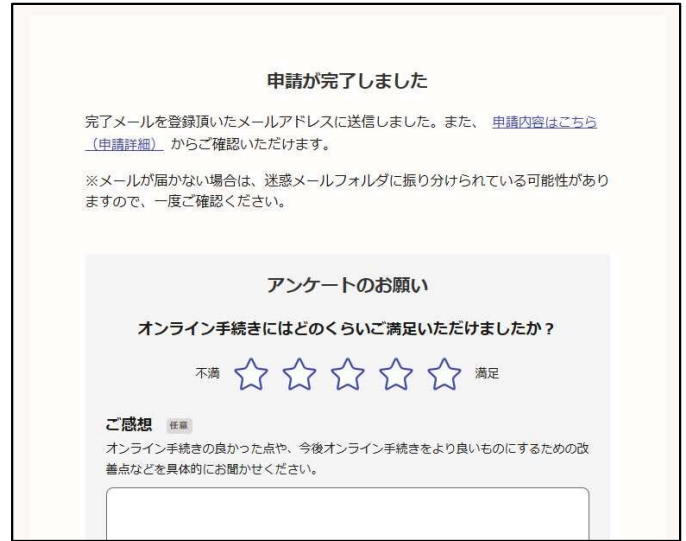 申請が完了しました
完了メールを登録頂いたメールアドレスに送信しました。また、 申請内容はこちら
（申請詳細） からご確認いただけます。
※メールが届かない場合は、迷惑メールフォルダに振り分けられている可能性があり
ますので、一度ご確認ください。
アンケートのお願い
オンライン手続きにはどのくらいご満足いただけましたか？
不満 満足
ご感想 任意
オンライン手続きの良かった点や、今後オンライン手続きをより良いものにするための改
善点などを具体的にお聞かせください。